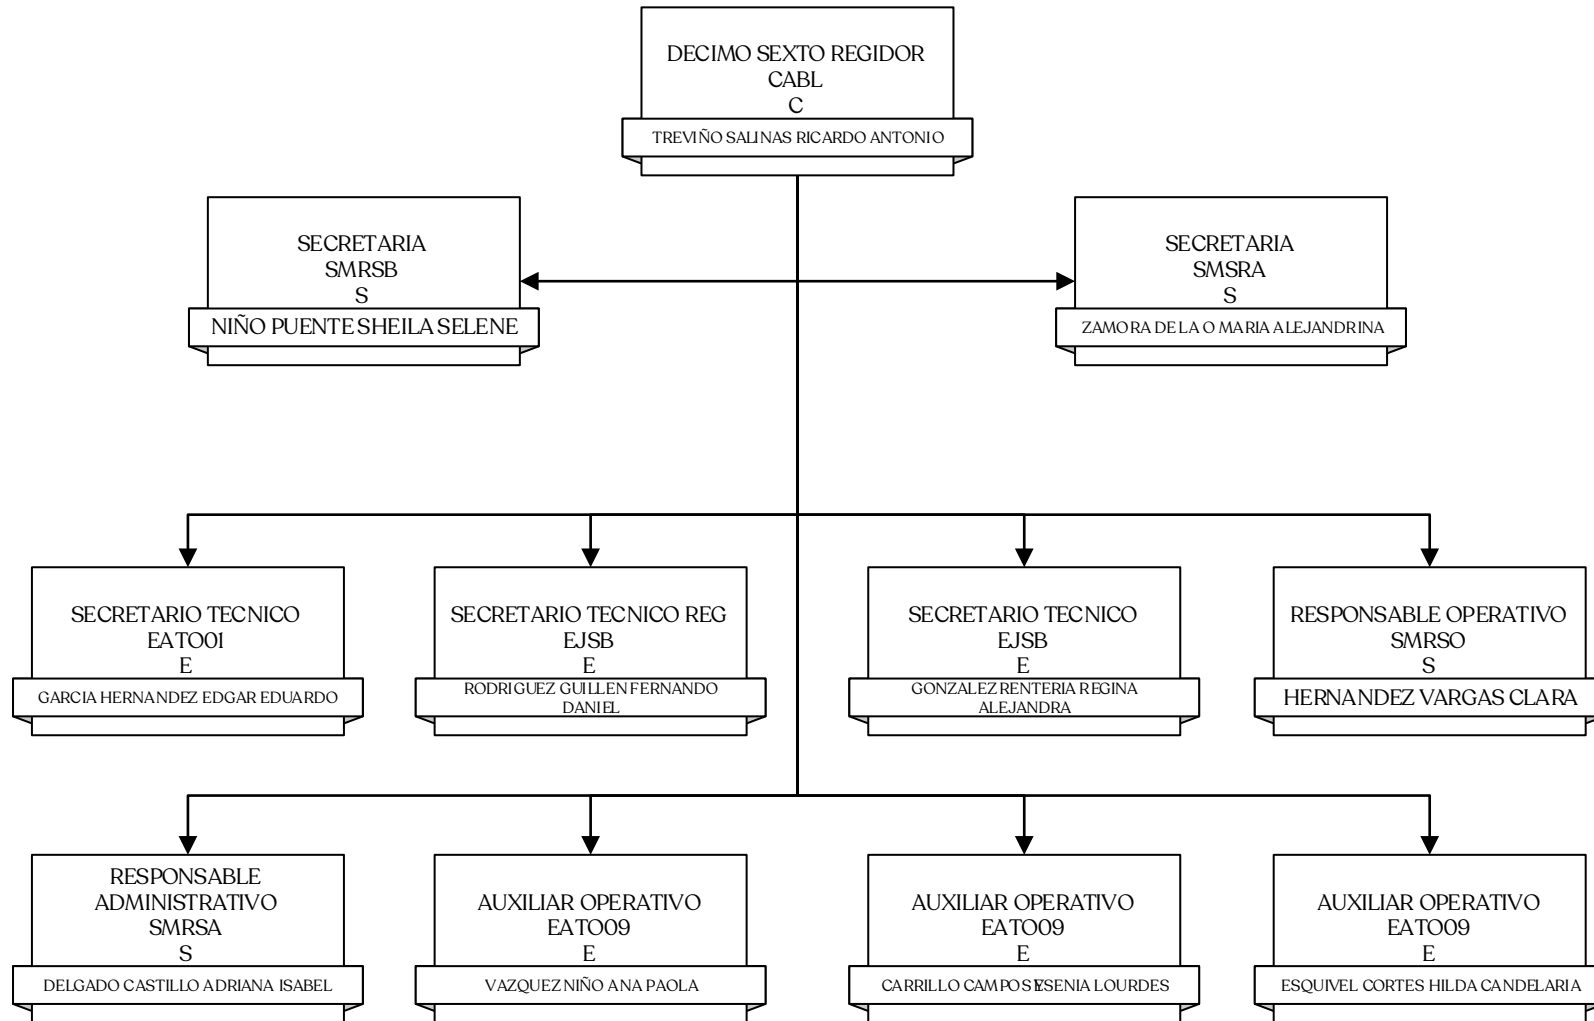 DECIMO SEXTO REGIDOR
CABL
C
TREVIÑO SALINAS RICARDO ANTONIO
SECRETARIA
SMRSB
S
NIÑO PUENTE SHEILA SELENE
SECRETARIA
SMSRA
S
ZAMORA DE LA O MARIA ALEJANDRINA
SECRETARIO TECNICO
EATO01
E
GARCIA HERNANDEZ EDGAR EDUARDO
SECRETARIO TECNICO REG
EJSB
E
RODRIGUEZ GUILLEN FERNANDO
DANIEL
SECRETARIO TECNICO
EJSB
E
GONZALEZ RENTERIA REGINA
ALEJANDRA
RESPONSABLE OPERATIVO
SMRSO
S
HERNANDEZ VARGAS CLARA
RESPONSABLE
ADMINISTRATIVO
SMRSA
S
DELGADO CASTILLO ADRIANA ISABEL
AUXILIAR OPERATIVO
EATO09
E
VAZQUEZ NIÑO ANA PAOLA
AUXILIAR OPERATIVO
EATO09
E
CARRILLO CAMPOS YESENIA LOURDES
AUXILIAR OPERATIVO
EATO09
E
ESQUIVEL CORTES HILDA CANDELARIA